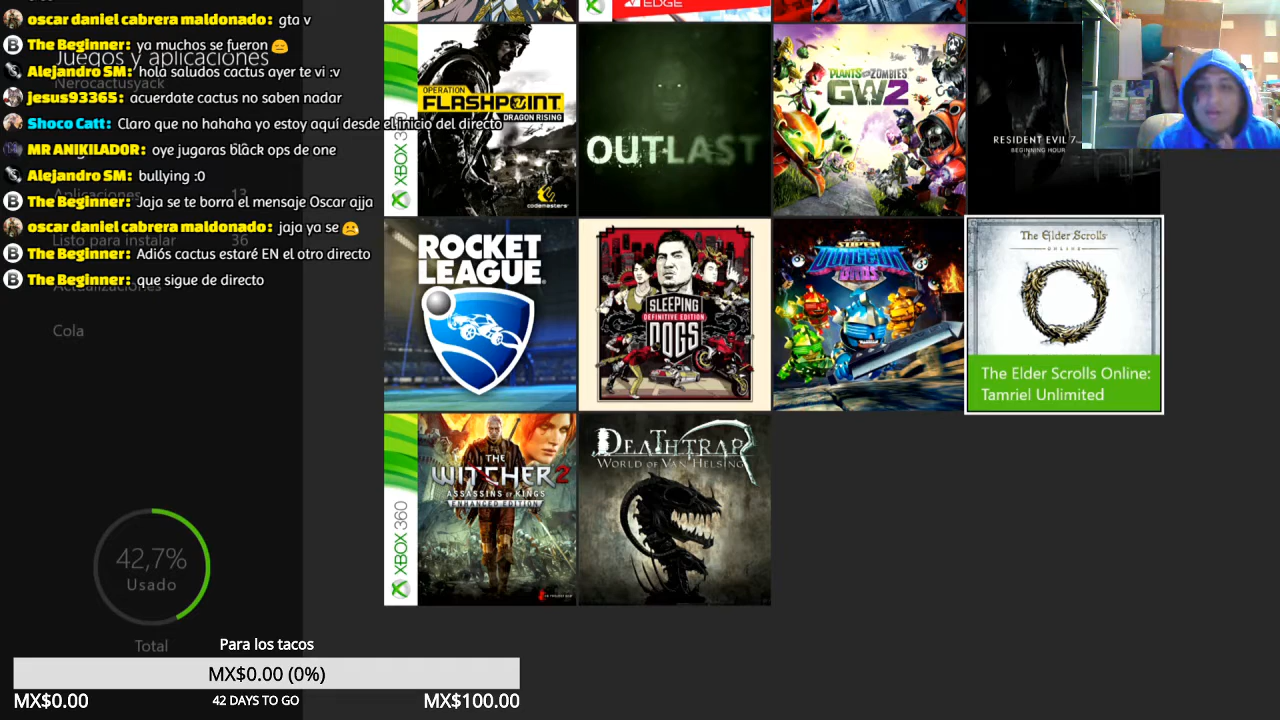 oscar daniel cabrera maldonado: gta v
The Beginner: ya muchos se fueron 😑
Juegos y aplicaciones
Alejandro SM: hola saludos cactus ayer te vi :v
Nerocactusyack
jesus93365: acuerdate cactus no saben nadar
Shoco Catt: Claro que no hahaha yo estoy aquí desde el inicio del directo
MR ANIKILADOR: oye jugaras black ops de one
Alejandro SM: bullying :0
Aplicaciones 13
The Beginner: Jaja se te borra el mensaje Oscar ajja
oscar daniel cabrera maldonado: jaja ya se ☹️
Listo para instalar 36
The Beginner: Adiós cactus estaré EN el otro directo
The Beginner: que sigue de directo
Actualizaciones
Cola
42,7%
Usado
Total
Para los tacos
MX$0.00 (0%)
MX$0.00 42 DAYS TO GO MX$100.00
EDGE
XBOX 360
OPERATION
FLASHPOINT
DRAGON RISING
codemasters
OUTLAST
PLANTS VS ZOMBIES
GW2
RESIDENT EVIL 7
BEGINNING HOUR
ROCKET
LEAGUE
SLEEPING
DEFINITIVE EDITION
DOGS
SUPER
DUNGEON
BROS
The Elder Scrolls
ONLINE
The Elder Scrolls Online:
Tamriel Unlimited
XBOX 360
THE
WITCHER 2
ASSASSINS OF KINGS
ENHANCED EDITION
DEATHTRAP
WORLD OF VAN HELSING